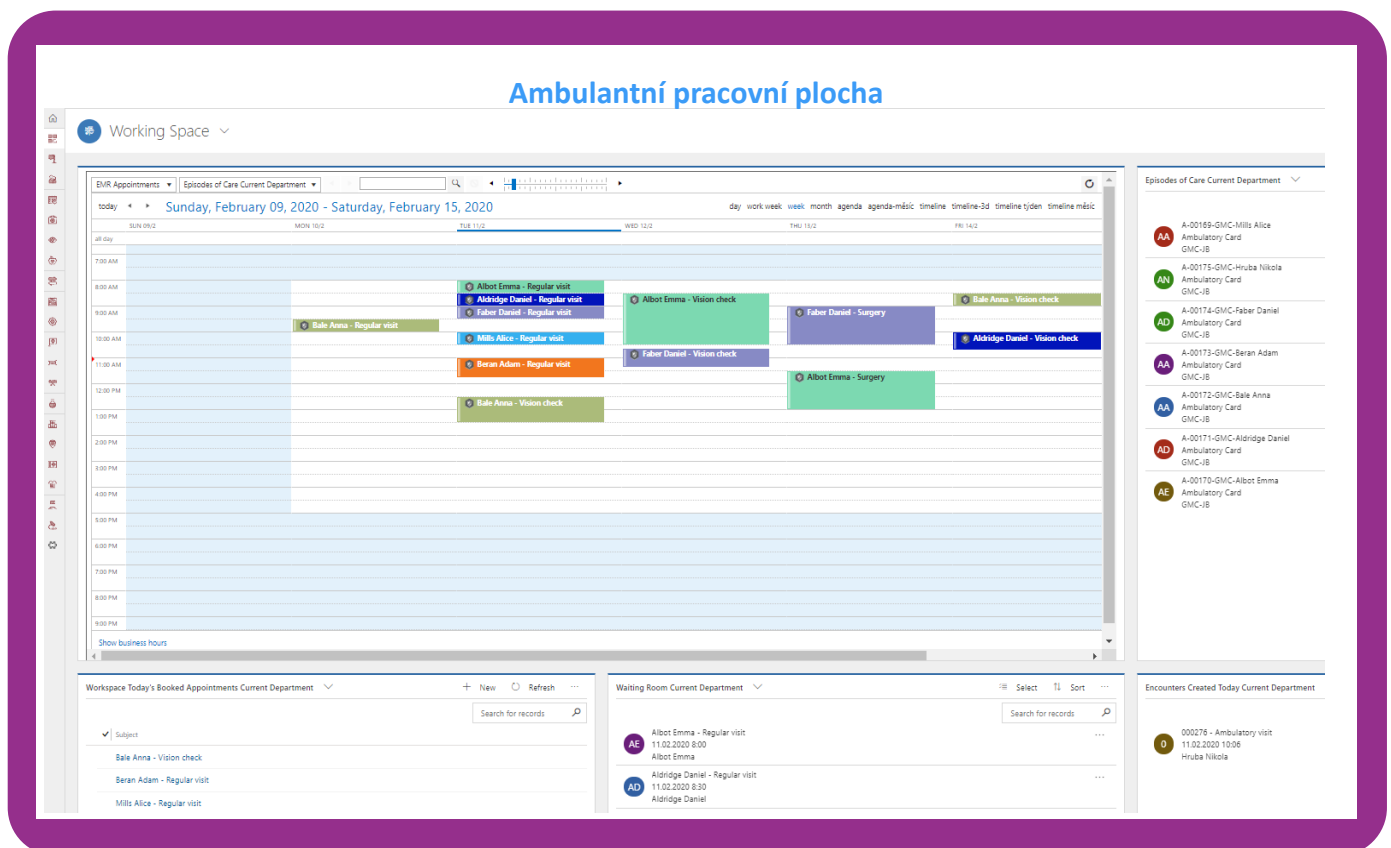 Ambulantní pracovní plocha
Working Space
EMR Appointments
Episodes of Care Current Department
today
Sunday, February 09, 2020 - Saturday, February 15, 2020
day work week week month agenda agenda-měsíc timeline timeline-3d timeline týden timeline měsíc
SUN 09/2 MON 10/2 TUE 11/2 WED 12/2 THU 13/2 FRI 14/2
all day
7:00 AM
8:00 AM
Albot Emma - Regular visit
Aldridge Daniel - Regular visit
Albot Emma - Vision check
Bale Anna - Vision check
9:00 AM
Faber Daniel - Regular visit
Faber Daniel - Surgery
Bale Anna - Regular visit
10:00 AM
Mills Alice - Regular visit
Aldridge Daniel - Vision check
Faber Daniel - Vision check
11:00 AM
Beran Adam - Regular visit
Albot Emma - Surgery
12:00 PM
Bale Anna - Vision check
1:00 PM
2:00 PM
3:00 PM
4:00 PM
5:00 PM
6:00 PM
7:00 PM
8:00 PM
9:00 PM
Show business hours
Episodes of Care Current Department
AA
A-00169-GMC-Mills Alice
Ambulatory Card
GMC-JB
AN
A-00175-GMC-Hruba Nikola
Ambulatory Card
GMC-JB
AD
A-00174-GMC-Faber Daniel
Ambulatory Card
GMC-JB
AA
A-00173-GMC-Beran Adam
Ambulatory Card
GMC-JB
AA
A-00172-GMC-Bale Anna
Ambulatory Card
GMC-JB
AD
A-00171-GMC-Aldridge Daniel
Ambulatory Card
GMC-JB
AE
A-00170-GMC-Albot Emma
Ambulatory Card
GMC-JB
Workspace Today's Booked Appointments Current Department
New Refresh
Search for records
Subject
Bale Anna - Vision check
Beran Adam - Regular visit
Mills Alice - Regular visit
Waiting Room Current Department
Select Sort
Search for records
AE
Albot Emma - Regular visit
11.02.2020 8:00
Albot Emma
AD
Aldridge Daniel - Regular visit
11.02.2020 8:30
Aldridge Daniel
Encounters Created Today Current Department
0
000276 - Ambulatory visit
11.02.2020 10:06
Hruba Nikola